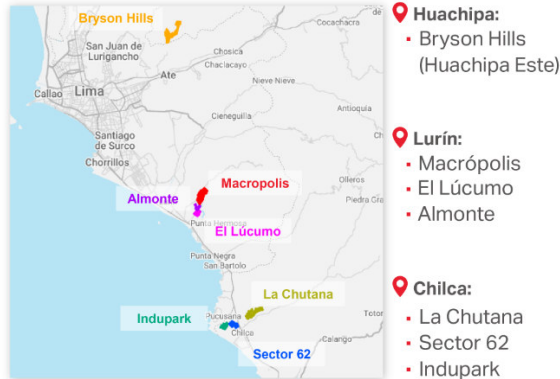 Bryson Hills
Cocachacra
San Juan de
Lurigancho
Chosica
Chaclacayo
Ate
Nieve Nieve
Callao
Lima
Antioquia
Santiago
de Surco
Cieneguilla
Chorrillos
Olleros
Macropolis
Almonte
Piedra Gra
Punta Hermosa
El Lúcumo
Punta Negra
San Bartolo
La Chutana
Indupark
Pucusana
Chilca
Totor
Calango
Sector 62
Huachipa:
▪ Bryson Hills
(Huachipa Este)
Lurín:
▪ Macrópolis
▪ El Lúcumo
▪ Almonte
Chilca:
▪ La Chutana
▪ Sector 62
▪ Indupark